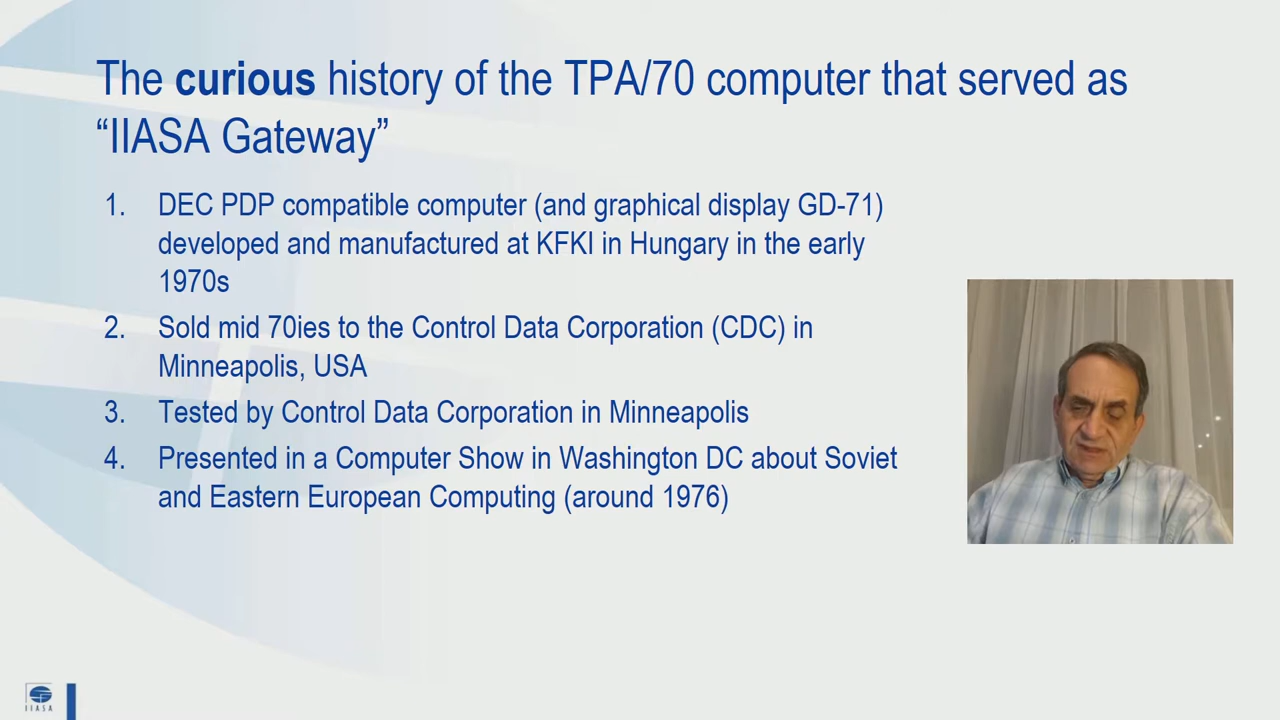 The curious history of the TPA/70 computer that served as
“IIASA Gateway”
1. DEC PDP compatible computer (and graphical display GD-71)
developed and manufactured at KFKI in Hungary in the early
1970s
2. Sold mid 70ies to the Control Data Corporation (CDC) in
Minneapolis, USA
3. Tested by Control Data Corporation in Minneapolis
4. Presented in a Computer Show in Washington DC about Soviet
and Eastern European Computing (around 1976)
IIASA